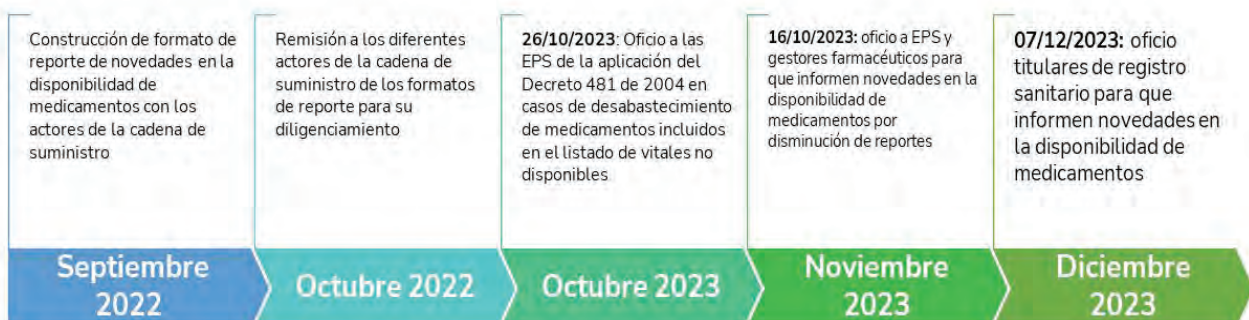 Construcción de formato de
reporte de novedades en la
disponibilidad de
medicamentos con los
actores de la cadena de
suministro
Septiembre
2022
Remisión a los diferentes
actores de la cadena de
suministro de los formatos
de reporte para su
diligenciamiento
Octubre 2022
26/10/2023: Oficio a las
EPS de la aplicación del
Decreto 481 de 2004 en
casos de desabastecimiento
de medicamentos incluidos
en el listado de vitales no
disponibles
Octubre 2023
16/10/2023: oficio a EPS y
gestores farmacéuticos para
que informen novedades en la
disponibilidad de
medicamentos por
disminución de reportes
Noviembre
2023
07/12/2023: oficio
titulares de registro
sanitario para que
informen novedades en
la disponibilidad de
medicamentos
Diciembre
2023